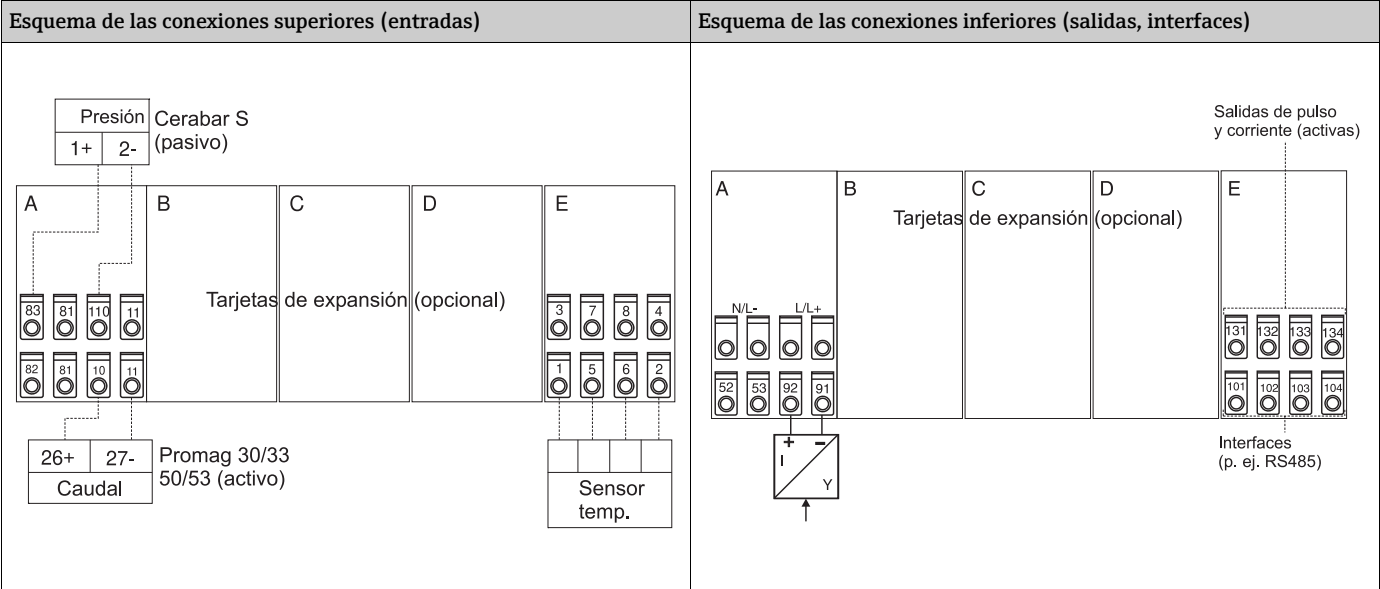 Esquema de las conexiones superiores (entradas)
Presión
1+ 2-
Cerabar S
(pasivo)
A B C D E
Tarjetas de expansión (opcional)
83 81 110 11
3 7 8 4
82 81 10 11
1 5 6 2
26+ 27-
Caudal
Promag 30/33
50/53 (activo)
Sensor
temp.
Esquema de las conexiones inferiores (salidas, interfaces)
Salidas de pulso
y corriente (activas)
A B C D E
Tarjetas de expansión (opcional)
N/L- L/L+
131 132 133 134
52 53 92 91
101 102 103 104
+ -
I
Y
Interfaces
(p. ej. RS485)